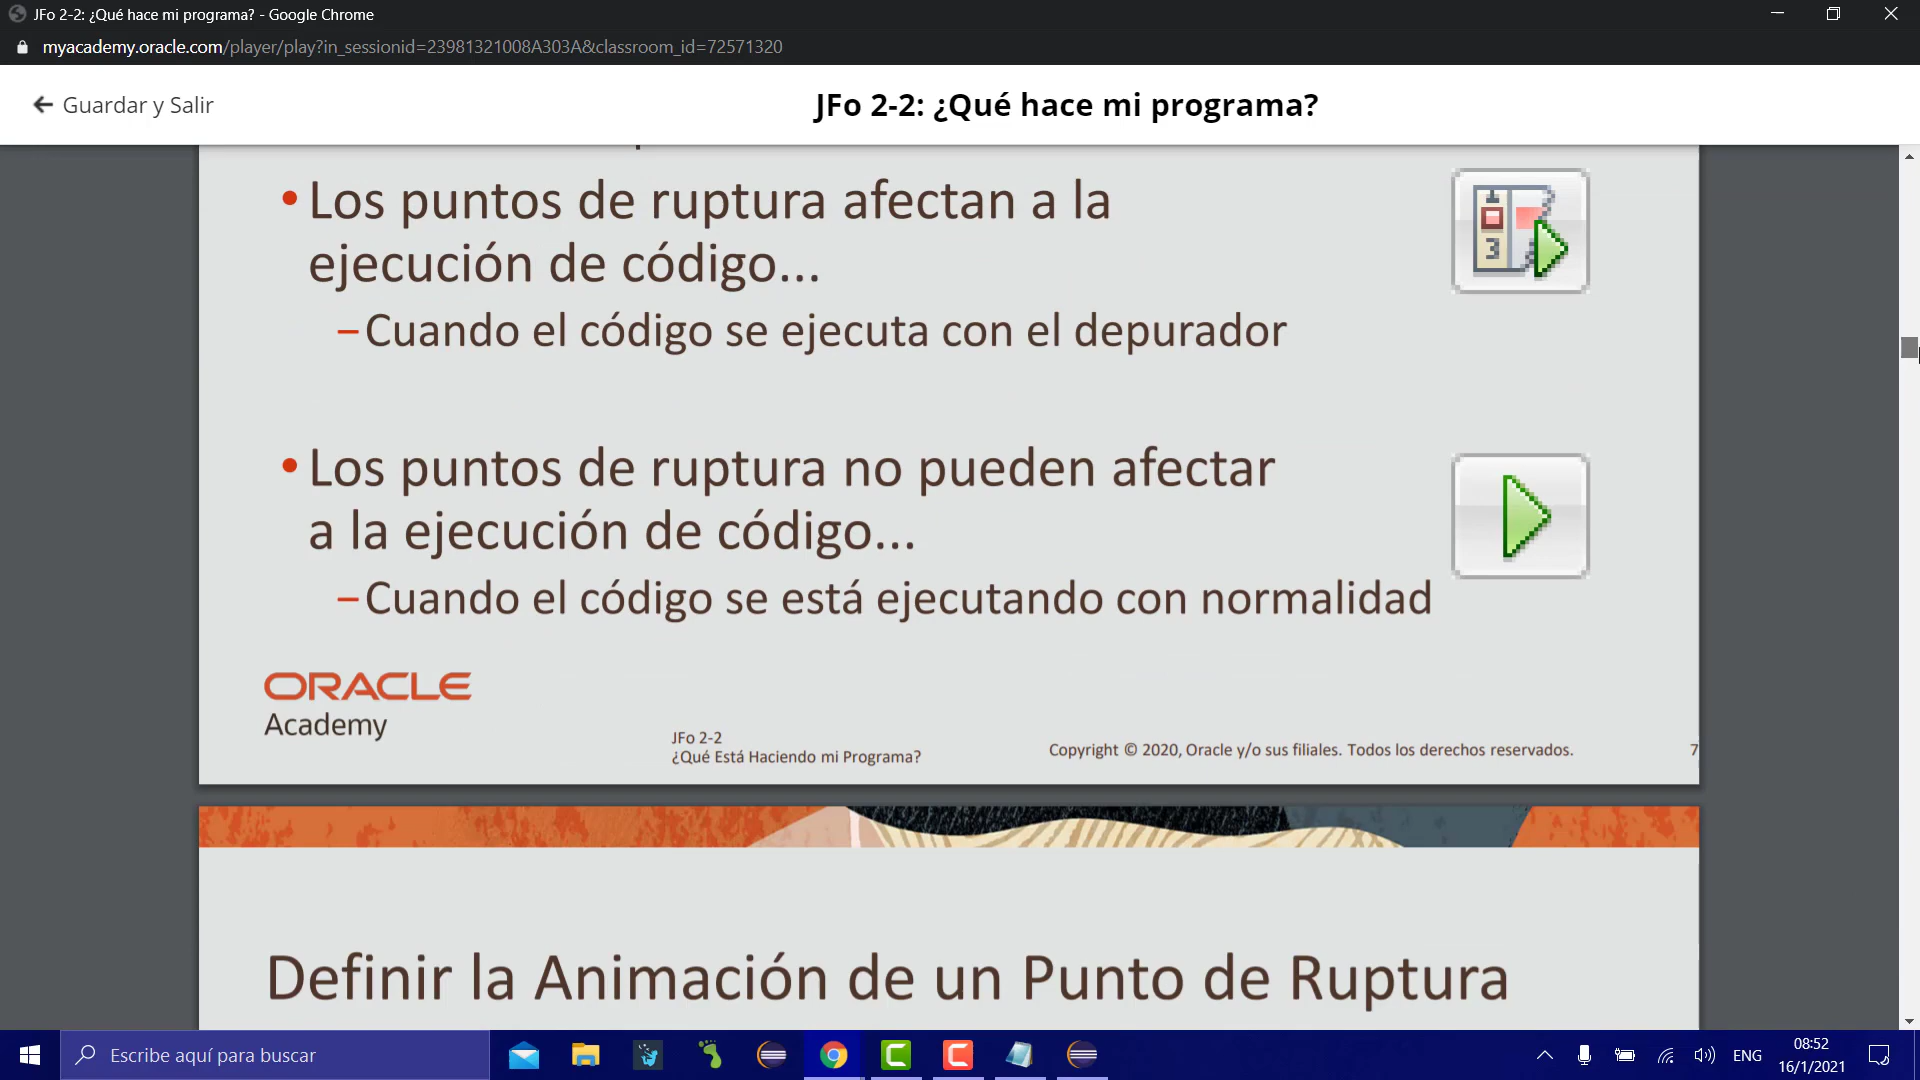 JFo 2-2: ¿Qué hace mi programa? - Google Chrome
myacademy.oracle.com/player/play?in_sessionid=23981321008A303A&classroom_id=72571320
Guardar y Salir
JFo 2-2: ¿Qué hace mi programa?
• Los puntos de ruptura afectan a la
ejecución de código...
– Cuando el código se ejecuta con el depurador
3
• Los puntos de ruptura no pueden afectar
a la ejecución de código...
– Cuando el código se está ejecutando con normalidad
ORACLE
Academy
JFo 2-2
¿Qué Está Haciendo mi Programa?
Copyright © 2020, Oracle y/o sus filiales. Todos los derechos reservados.
7
Definir la Animación de un Punto de Ruptura
Escribe aquí para buscar
ENG
08:52
16/1/2021